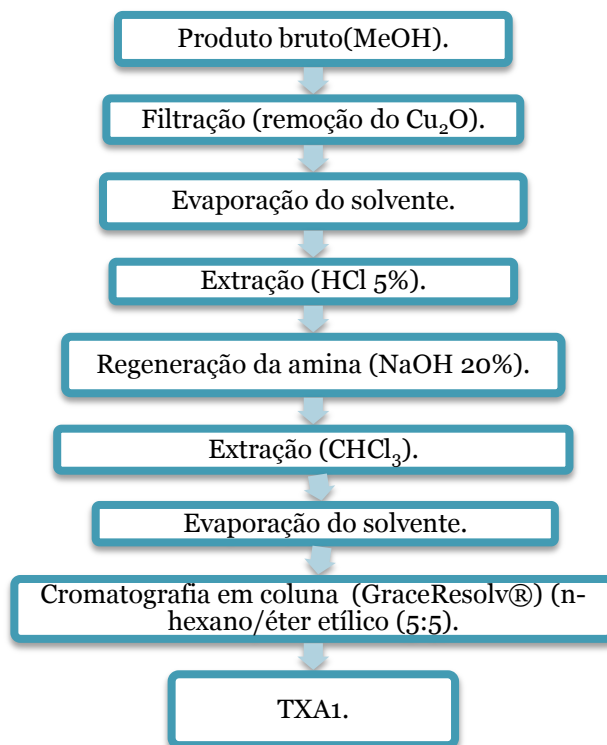 Produto bruto(MeOH).
Filtração (remoção do Cu₂O).
Evaporação do solvente.
Extração (HCl 5%).
Regeneração da amina (NaOH 20%).
Extração (CHCl₃).
Evaporação do solvente.
Cromatografia em coluna (GraceResolv®) (n-
hexano/éter etílico (5:5).
TXA1.